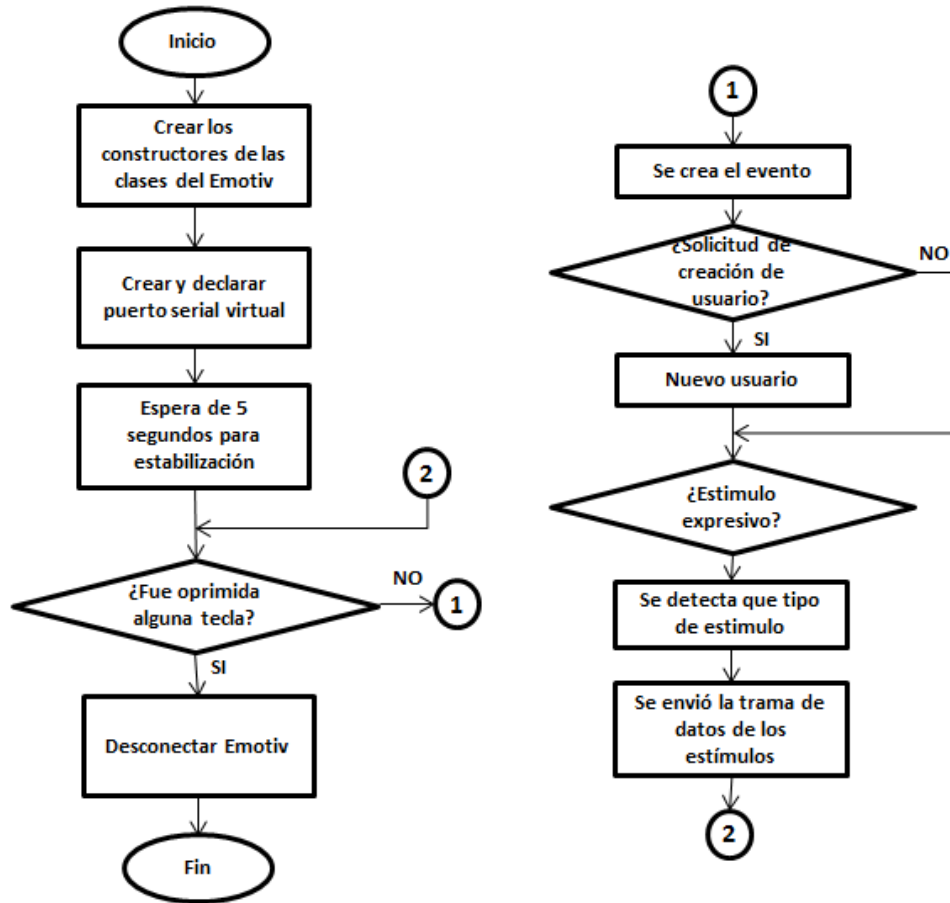 Inicio
Crear los
constructores de las
clases del Emotiv
Crear y declarar
puerto serial virtual
Espera de 5
segundos para
estabilización
2
¿Fue oprimida
alguna tecla?
NO
1
SI
Desconectar Emotiv
Fin
1
Se crea el evento
¿Solicitud de
creación de
usuario?
NO
SI
Nuevo usuario
¿Estimulo
expresivo?
Se detecta que tipo
de estimulo
Se envió la trama de
datos de los
estímulos
2